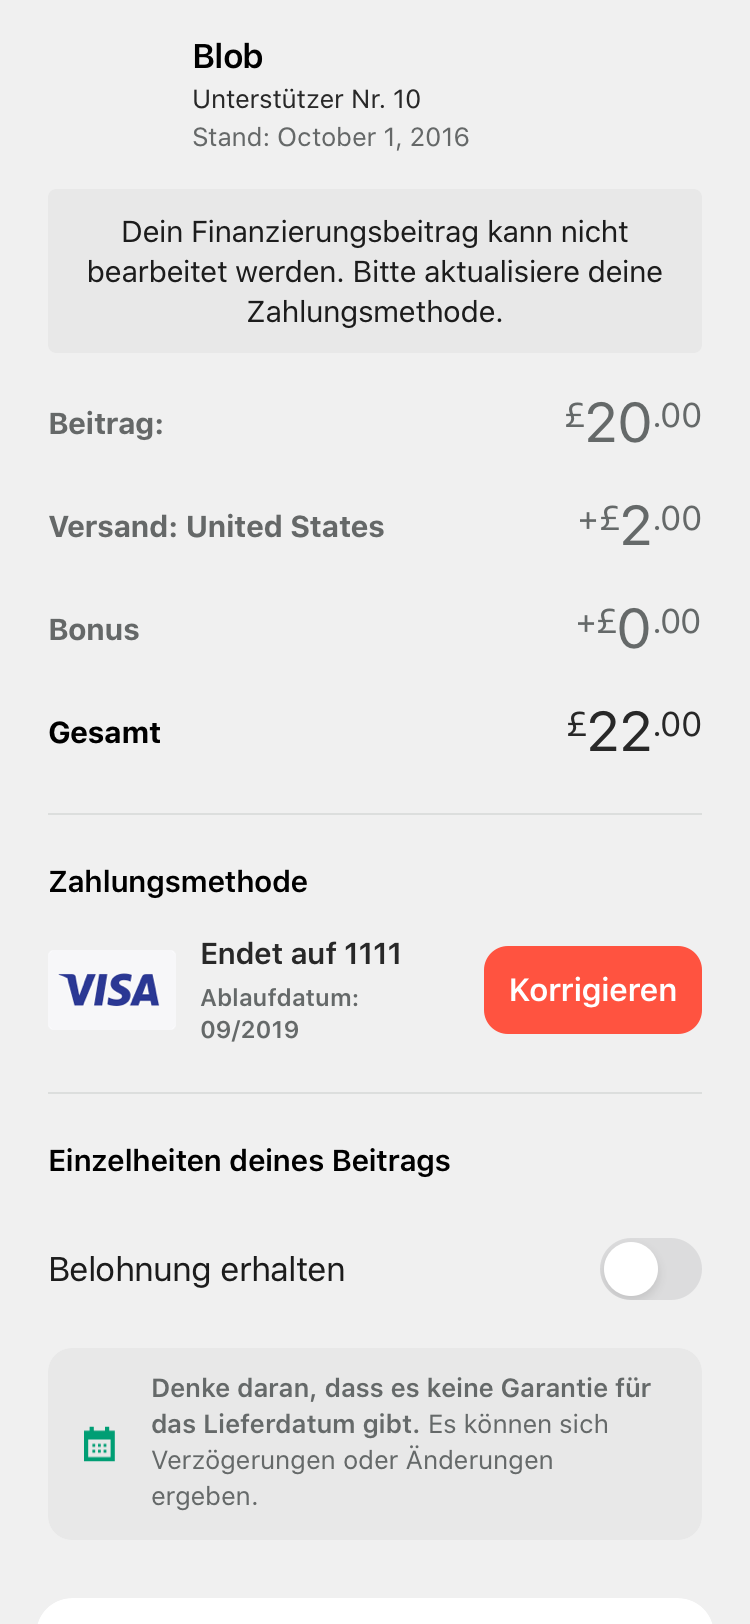 Blob
Unterstützer Nr. 10
Stand: October 1, 2016
Dein Finanzierungsbeitrag kann nicht
bearbeitet werden. Bitte aktualisiere deine
Zahlungsmethode.
Beitrag: £20.00
Versand: United States +£2.00
Bonus +£0.00
Gesamt £22.00
Zahlungsmethode
VISA
Endet auf 1111
Ablaufdatum:
09/2019
Korrigieren
Einzelheiten deines Beitrags
Belohnung erhalten
Denke daran, dass es keine Garantie für
das Lieferdatum gibt. Es können sich
Verzögerungen oder Änderungen
ergeben.